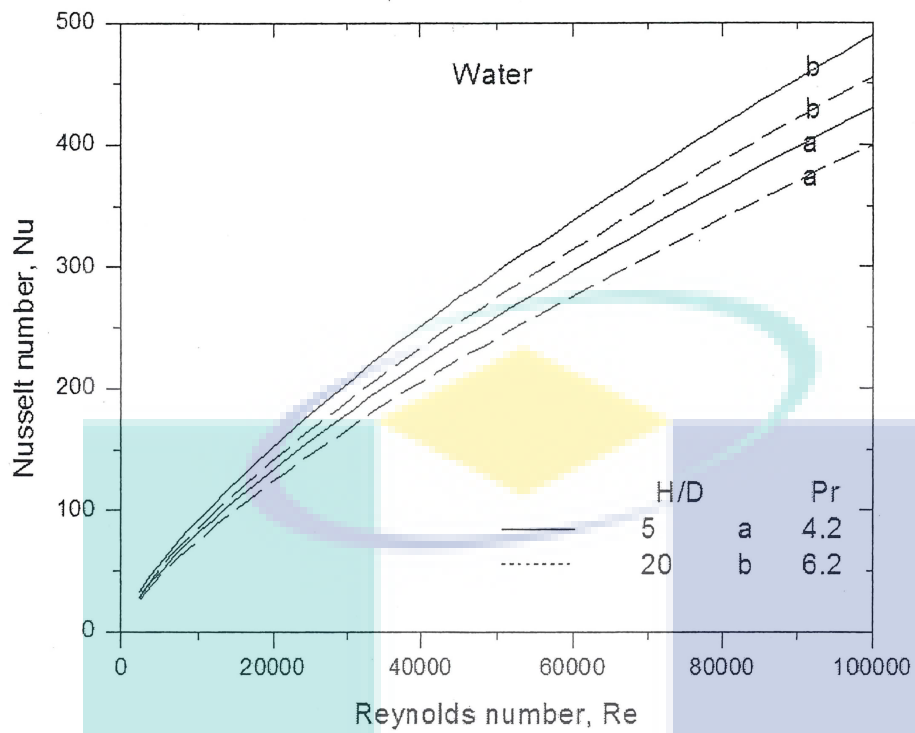 500
Water
b
b
400
a
a
300
Nusselt number, Nu
200
H/D Pr
100
5 a 4.2
20 b 6.2
0
0 20000 40000 60000 80000 100000
Reynolds number, Re